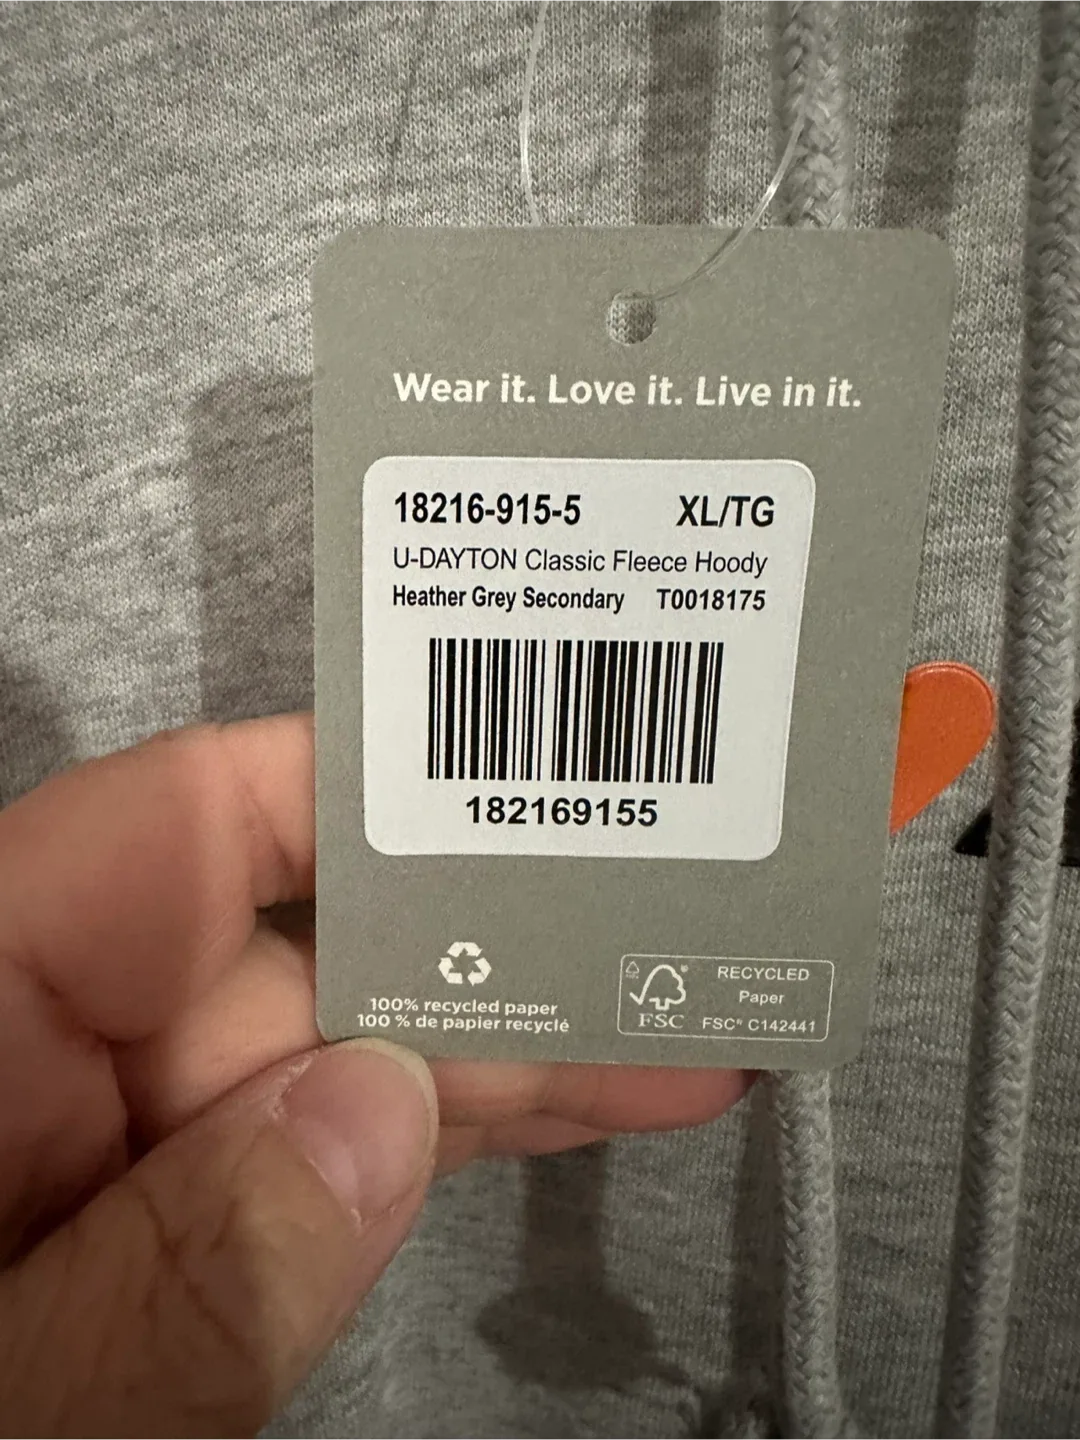 Wear it. Love it. Live in it.
18216-915-5 XL/TG
U-DAYTON Classic Fleece Hoody
Heather Grey Secondary T0018175
182169155
100% recycled paper
100 % de papier recyclé
RECYCLED
Paper
FSC® C142441
FSC